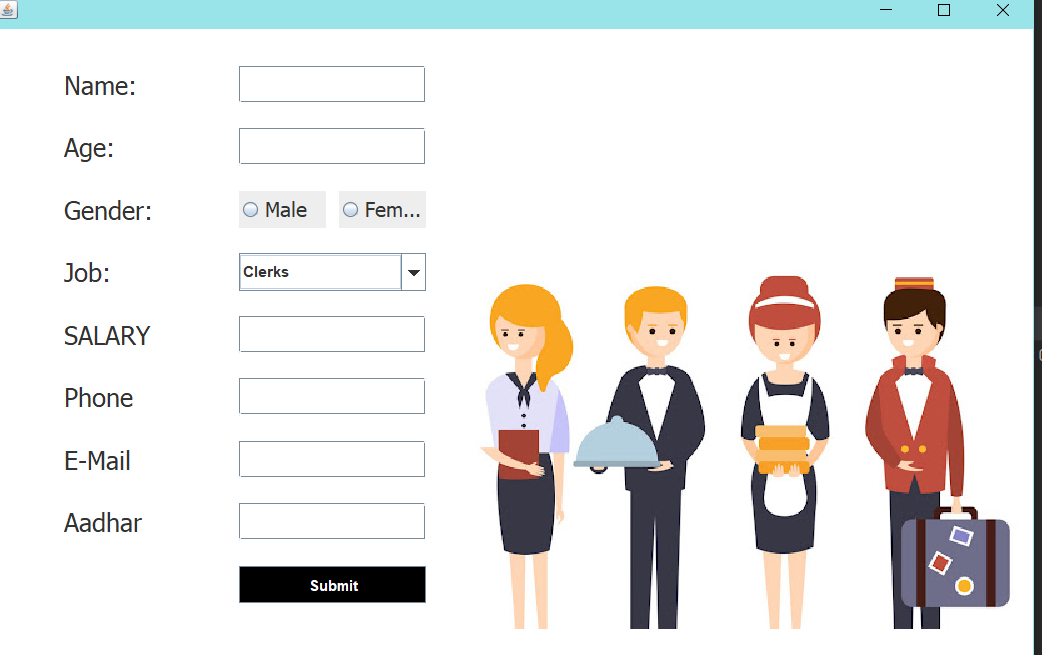 Name:
Age:
Gender: Male Fem...
Job: Clerks
SALARY
Phone
E-Mail
Aadhar
Submit